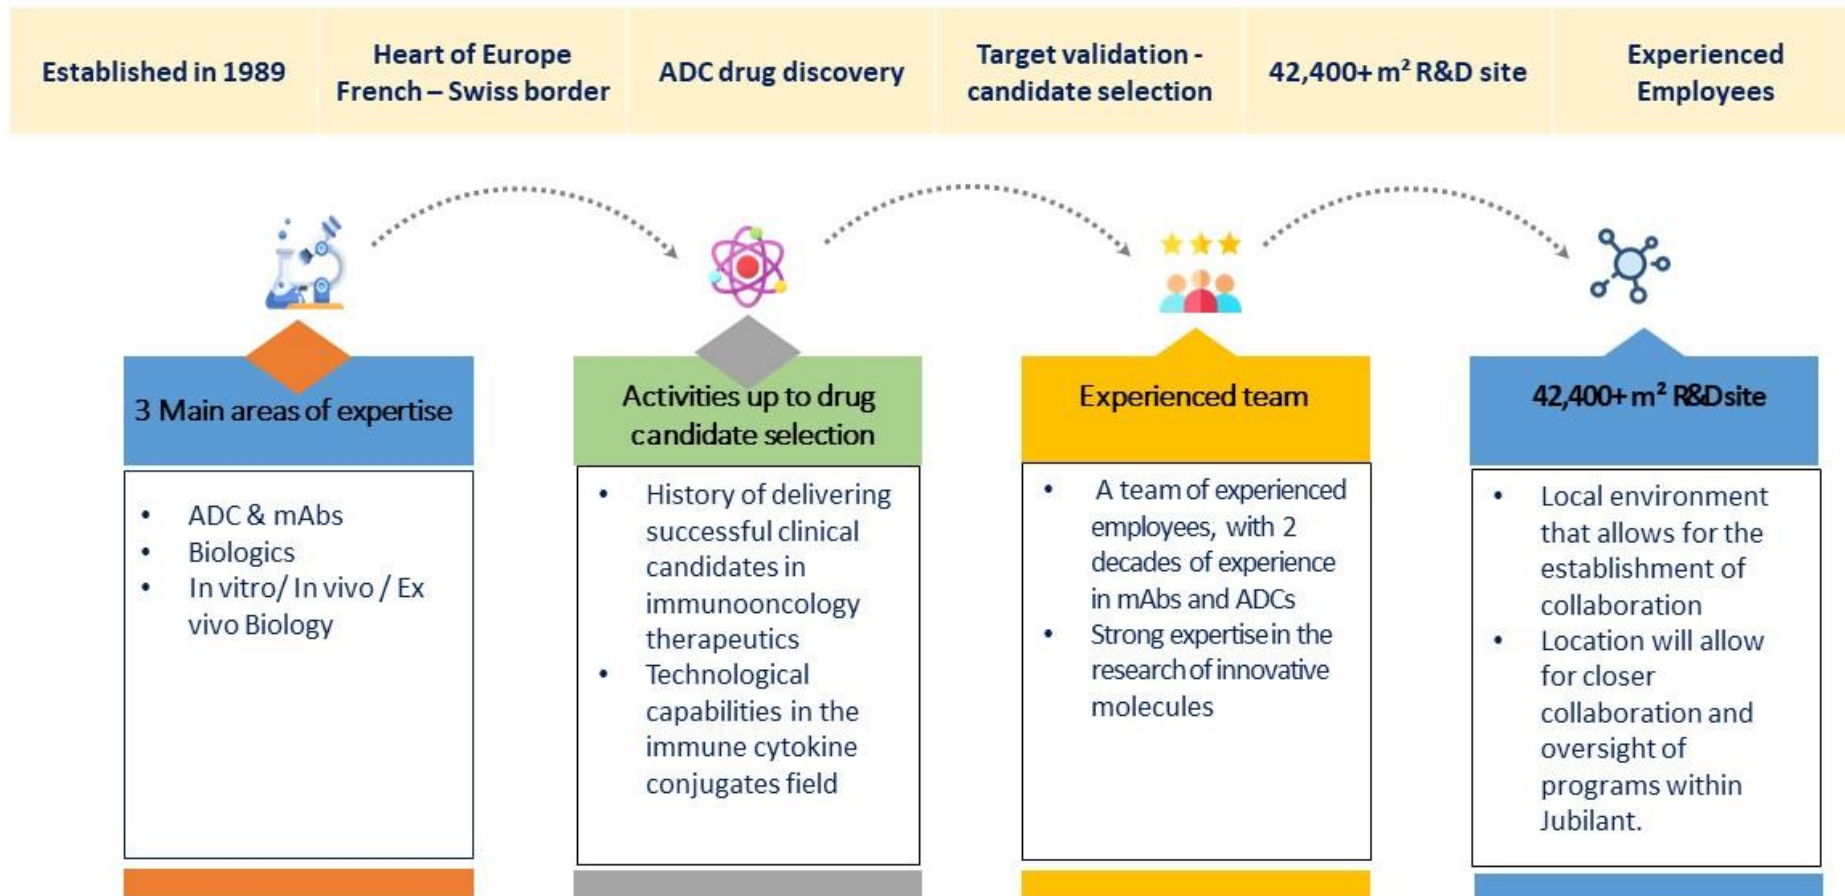 Established in 1989
Heart of Europe
French – Swiss border
ADC drug discovery
Target validation -
candidate selection
42,400+ m² R&D site
Experienced
Employees
3 Main areas of expertise
• ADC & mAbs
• Biologics
• In vitro/ In vivo / Ex
vivo Biology
Activities up to drug
candidate selection
• History of delivering
successful clinical
candidates in
immunooncology
therapeutics
• Technological
capabilities in the
immune cytokine
conjugates field
Experienced team
• A team of experienced
employees, with 2
decades of experience
in mAbs and ADCs
• Strong expertise in the
research of innovative
molecules
42,400+ m² R&D site
• Local environment
that allows for the
establishment of
collaboration
• Location will allow
for closer
collaboration and
oversight of
programs within
Jubilant.